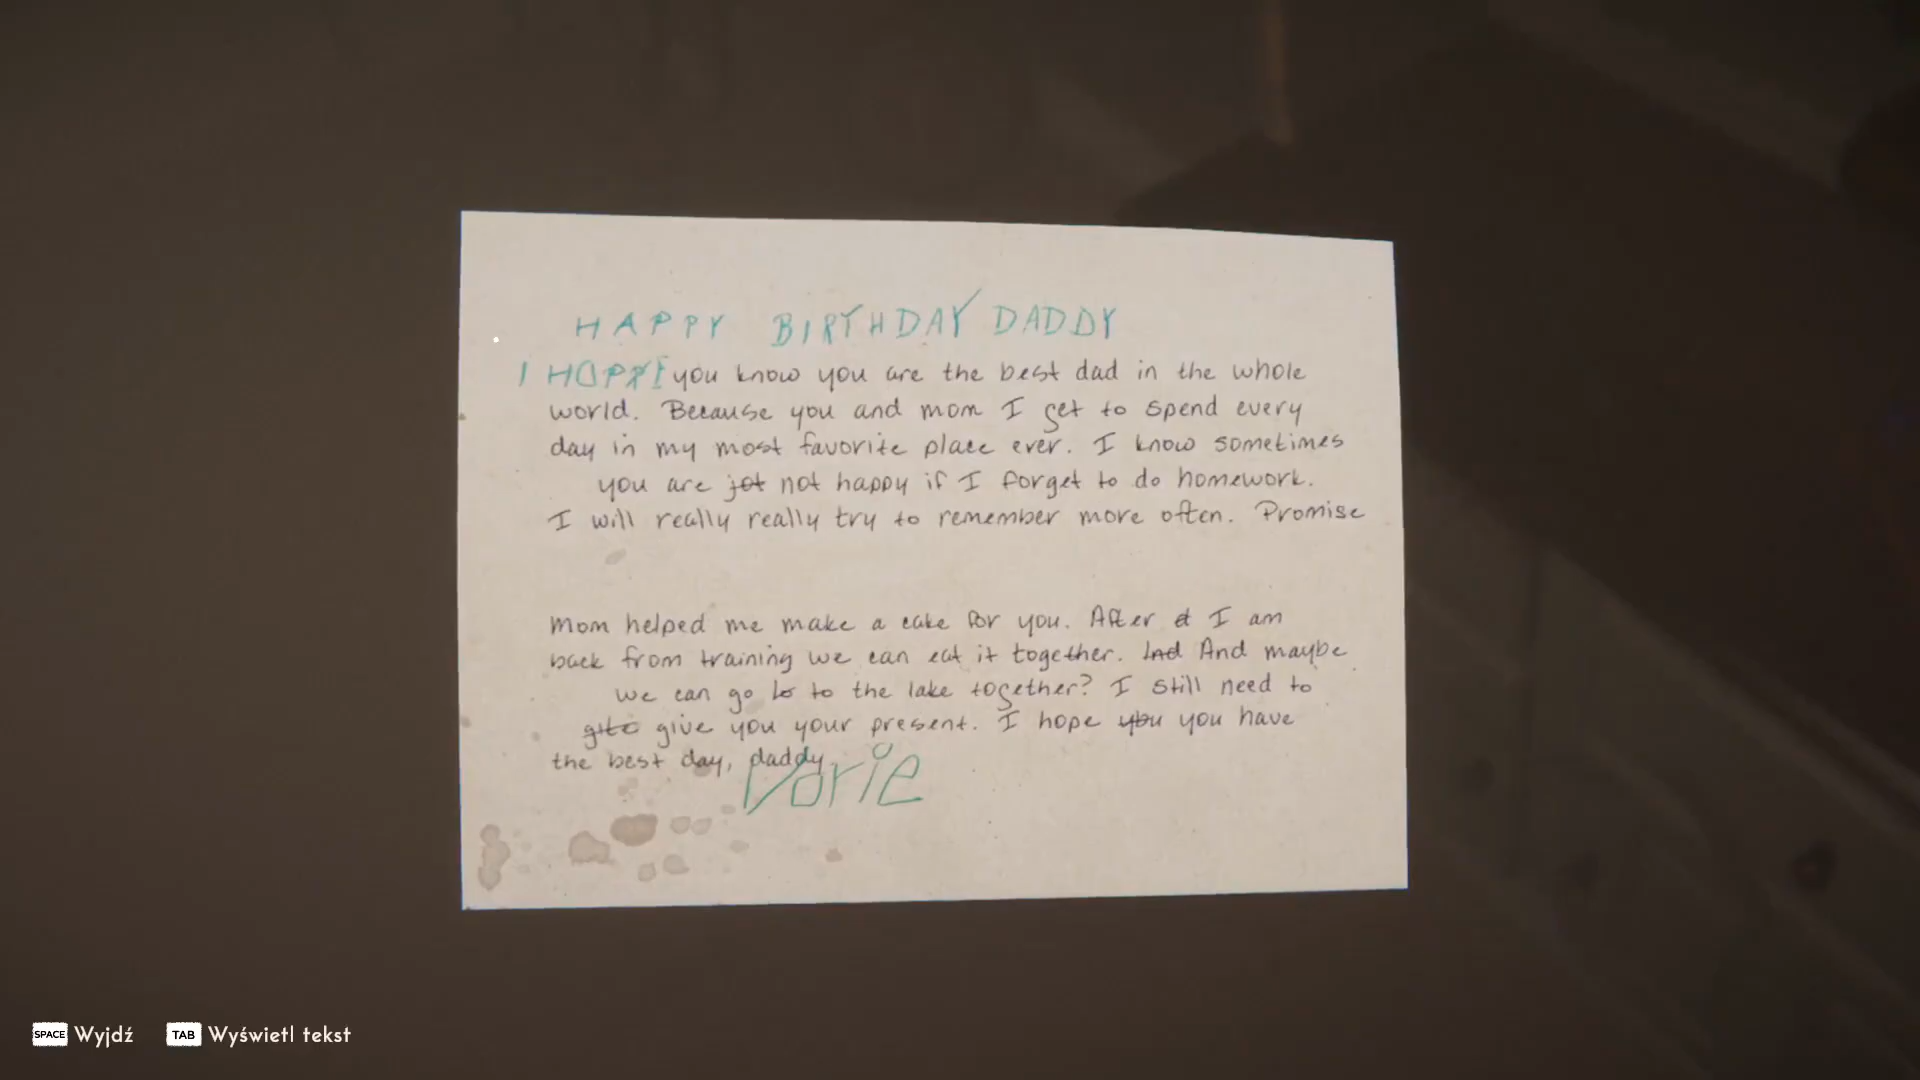 HAPPY BIRTHDAY DADDY
I HOPPE you know you are the best dad in the whole
world. Because you and mom I get to spend every
day in my most favorite place ever. I know sometimes
you are jot not happy if I forget to do homework.
I will really really try to remember more often. Promise
Mom helped me make a cake for you. After I am
back from training we can eat it together. And maybe
we can go to the lake together? I still need to
give you your present. I hope you you have
the best day, daddy
Dorie
SPACE Wyjdź TAB Wyświetl tekst